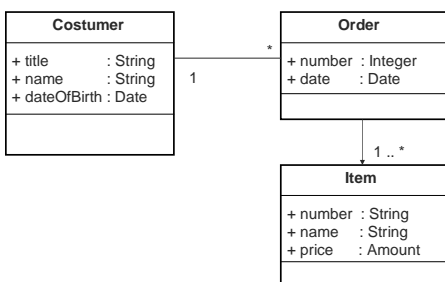 Costumer
+ title : String
+ name : String
+ dateOfBirth : Date
1
*
Order
+ number : Integer
+ date : Date
1 .. *
Item
+ number : String
+ name : String
+ price : Amount